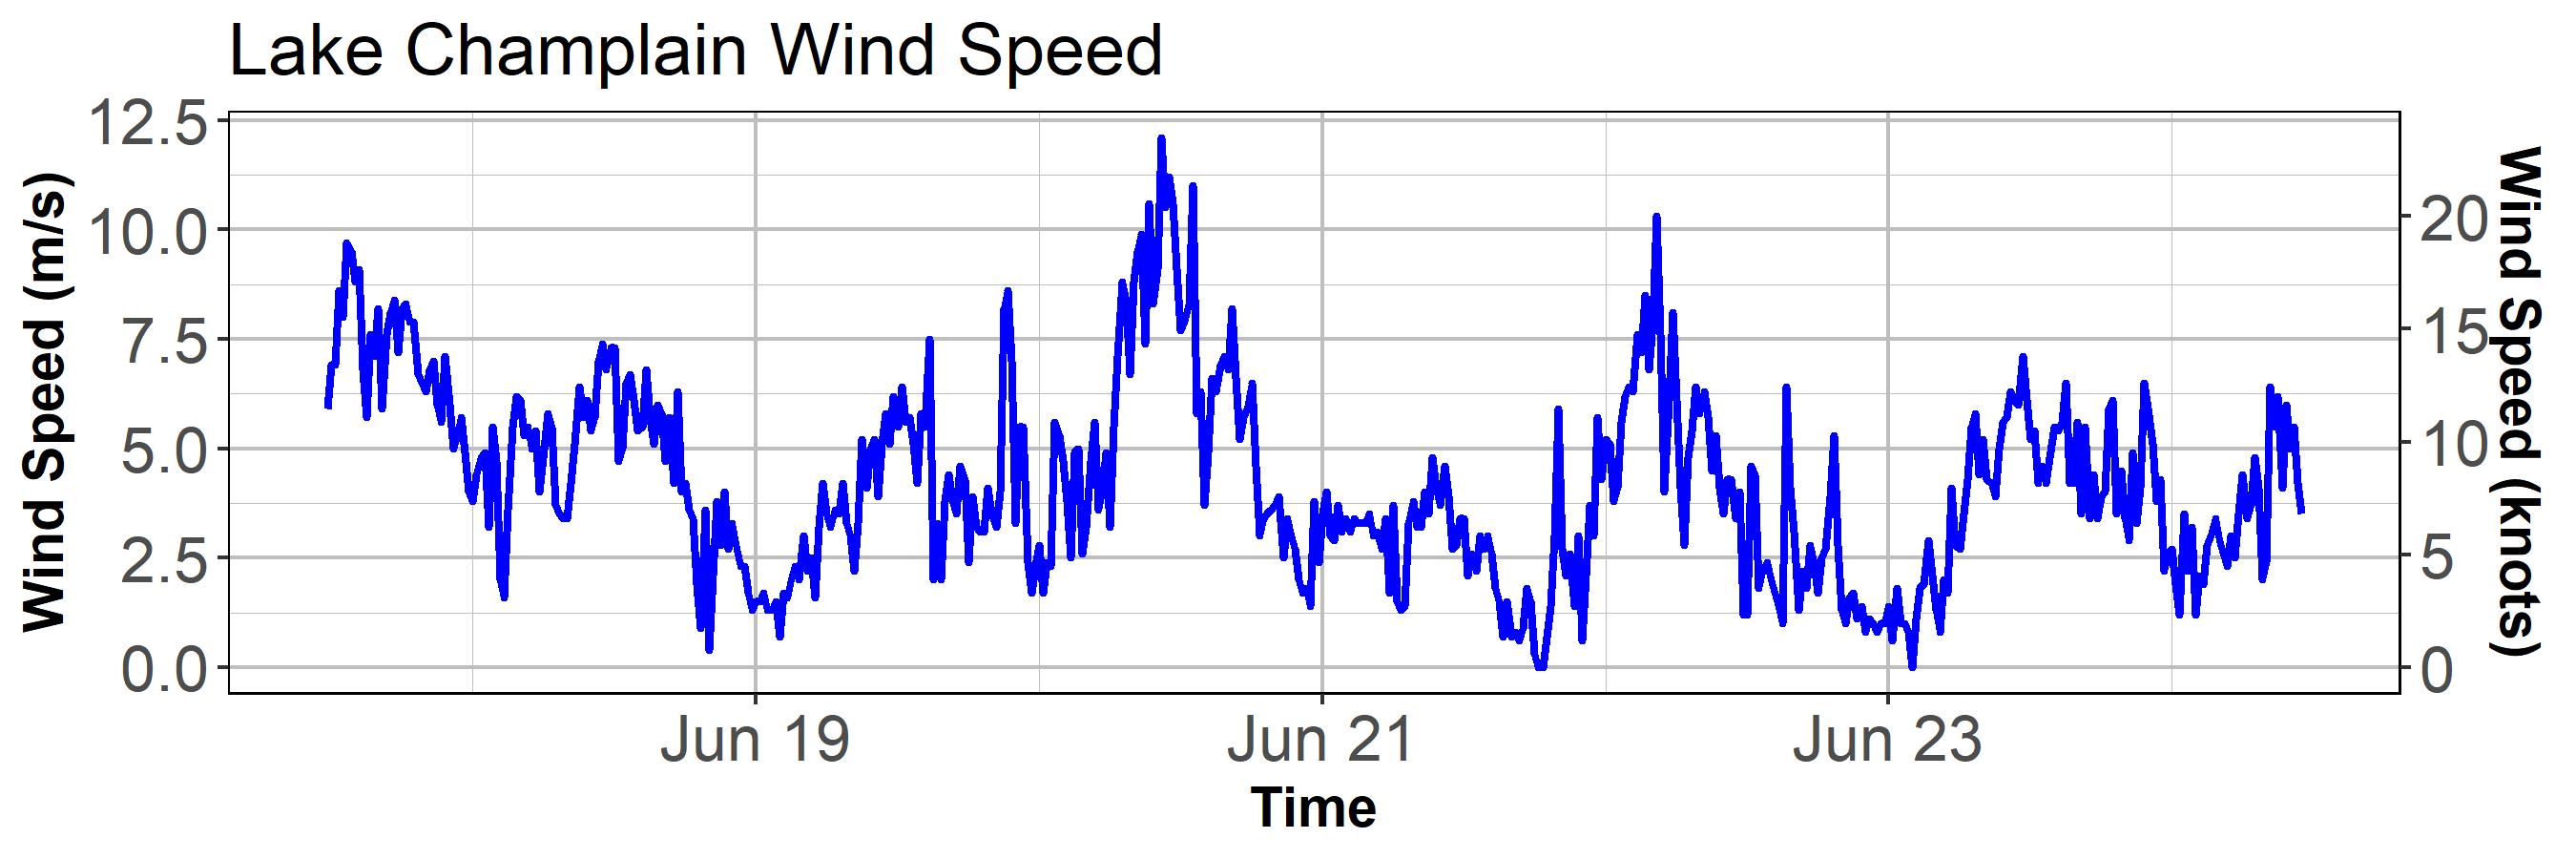 Lake Champlain Wind Speed
Wind Speed (m/s)
12.5
10.0
7.5
5.0
2.5
0.0
20
15
10
5
0
Wind Speed (knots)
Jun 19 Jun 21 Jun 23
Time